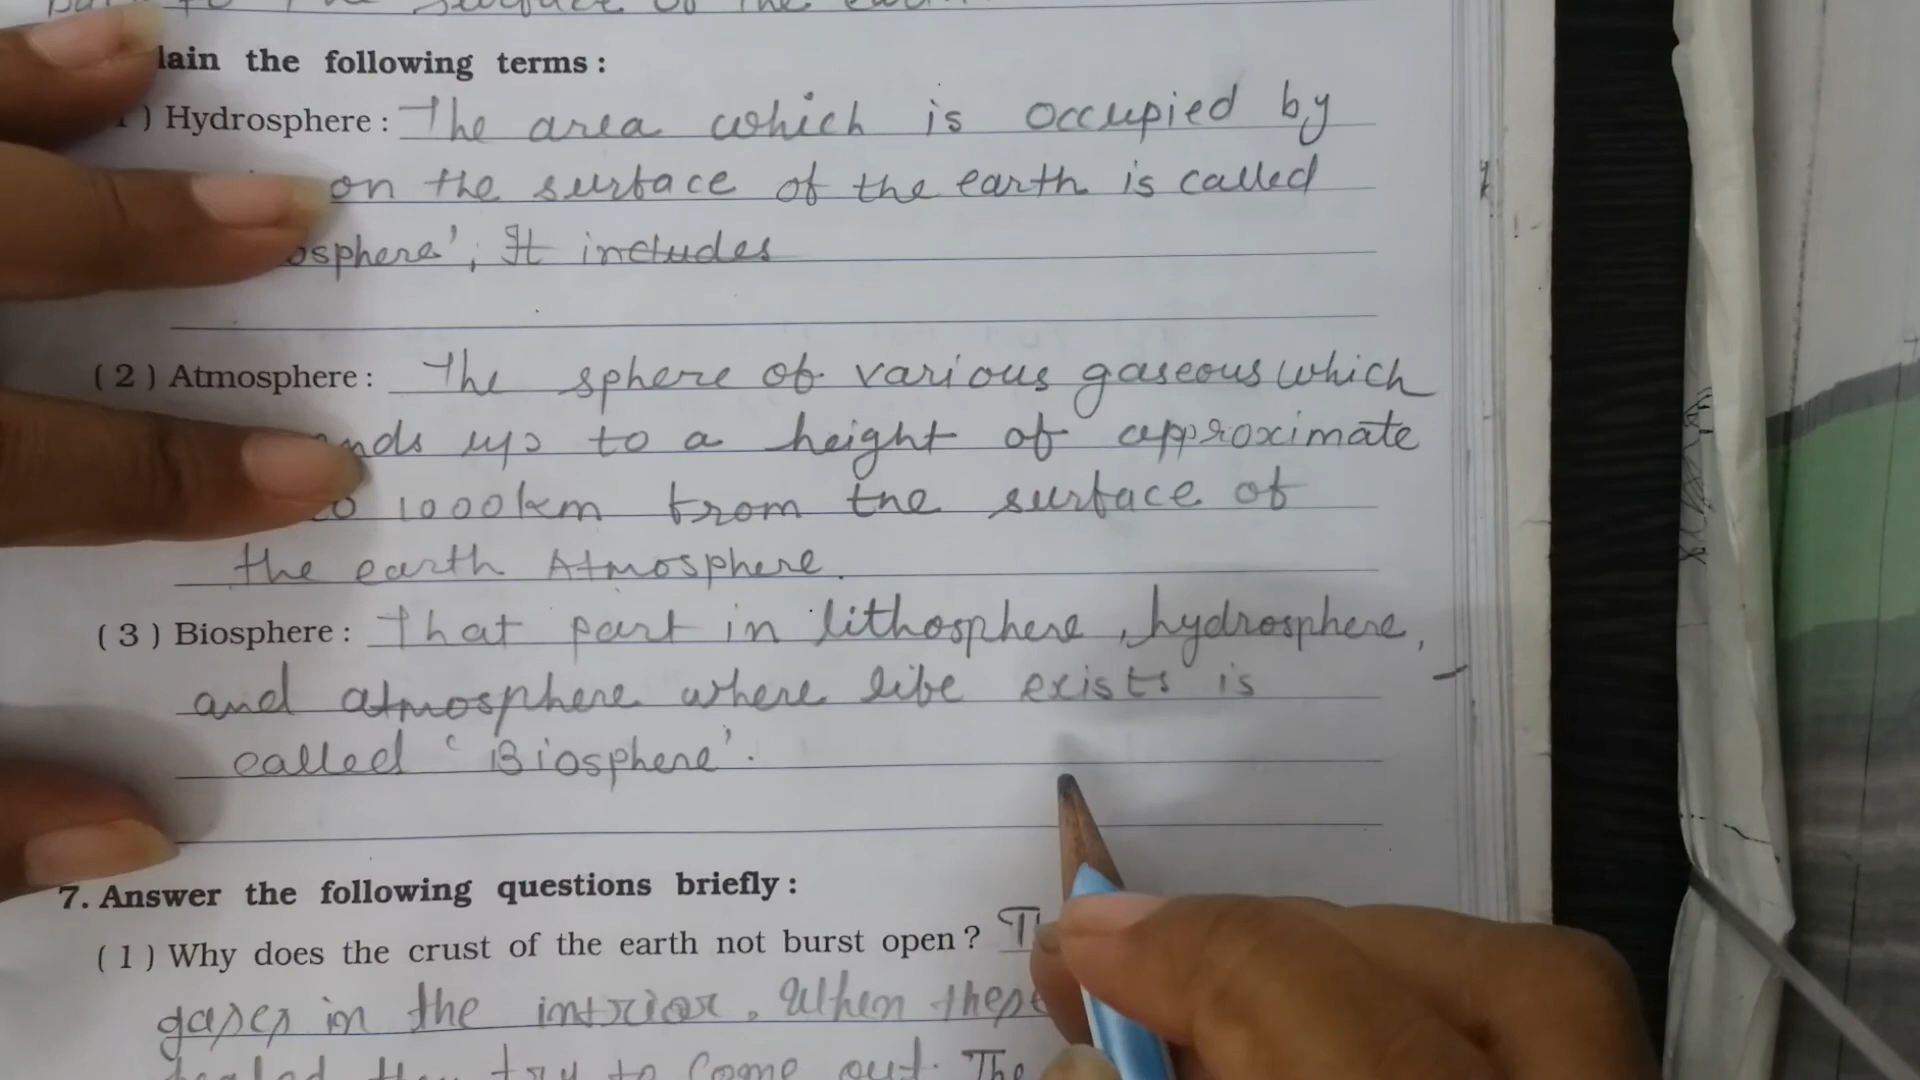 lain the following terms :
) Hydrosphere : The area which is occupied by
on the surface of the earth is called
osphere', It includes
( 2 ) Atmosphere : The sphere of various gaseous which
nds up to a height of approximate
1000km from the surface of
the earth Atmosphere.
( 3 ) Biosphere : That part in lithosphere, hydrosphere,
and atmosphere where life exists is
called 'Biosphere'.
7. Answer the following questions briefly :
( 1 ) Why does the crust of the earth not burst open ?
gases in the intrior. When these
try to come out. The